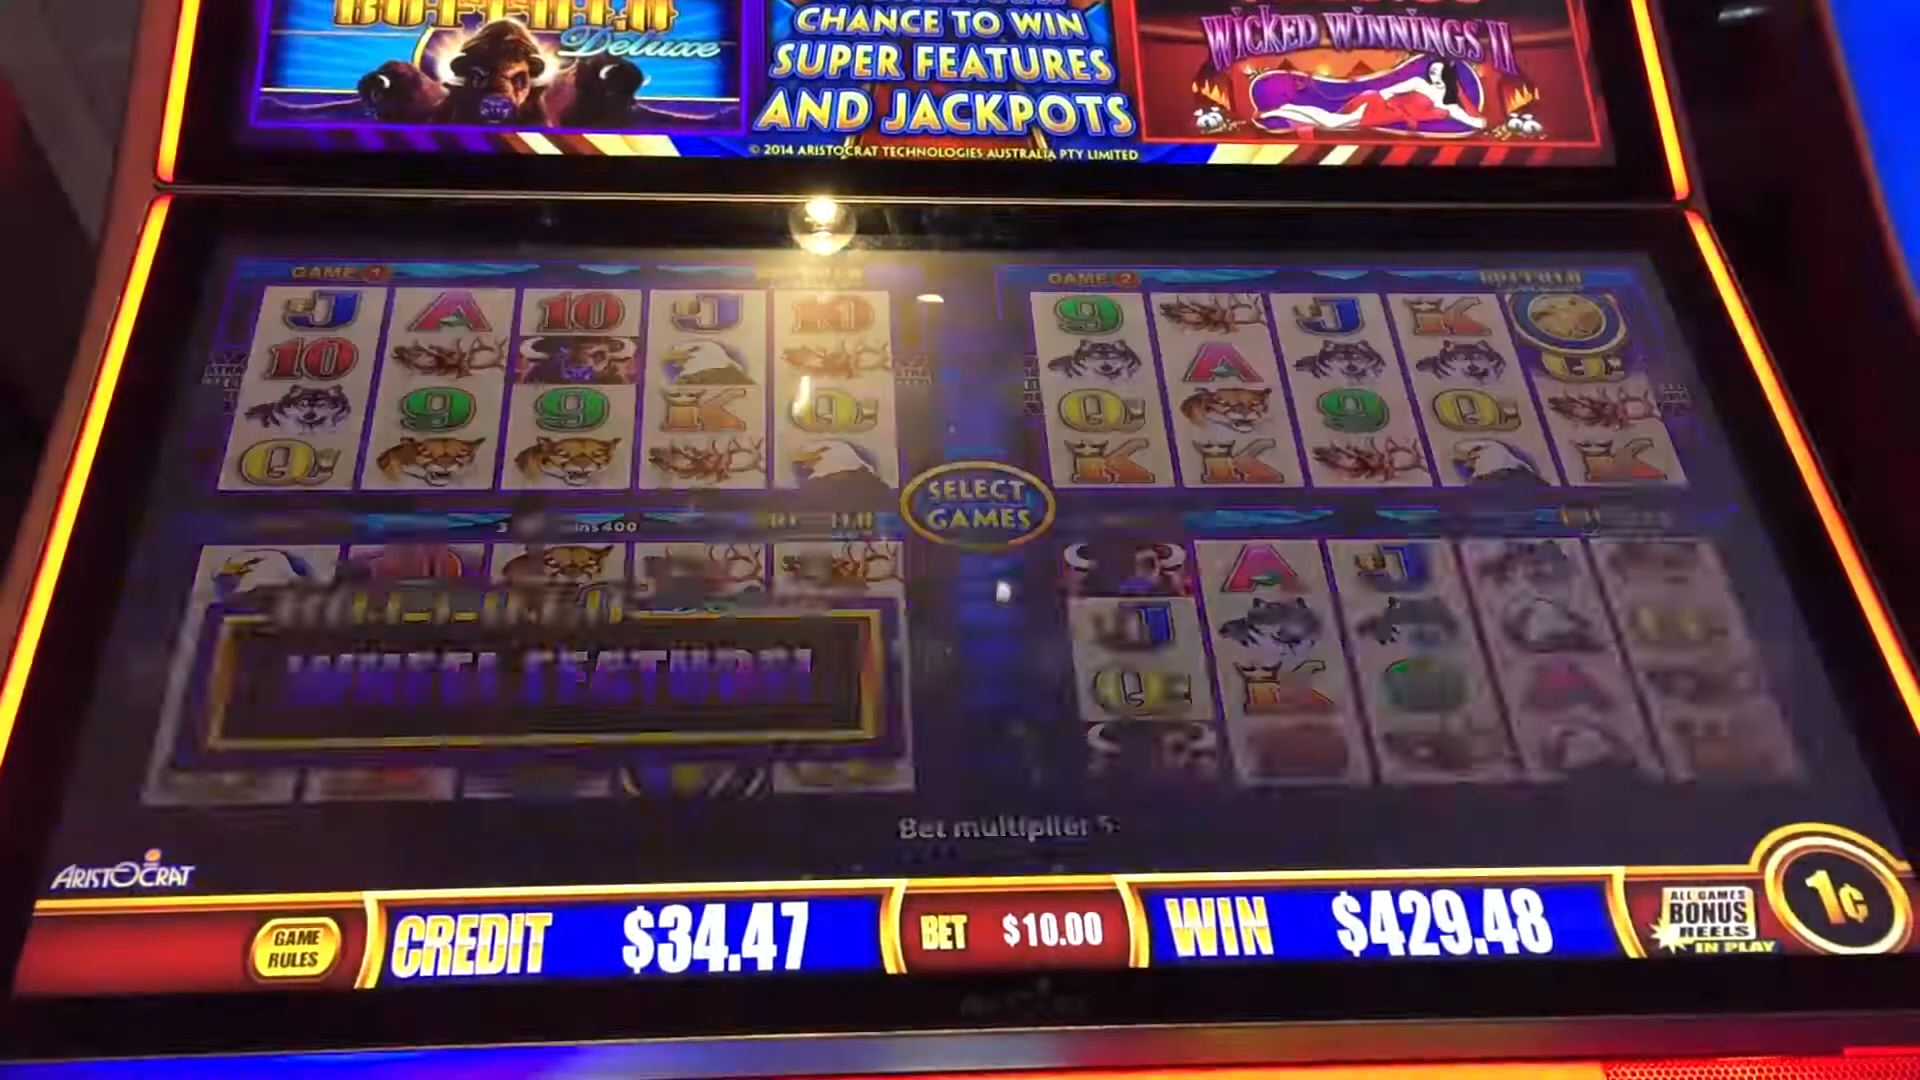 BUFFALO
Deluxe
CHANCE TO WIN
SUPER FEATURES
AND JACKPOTS
WICKED WINNINGS II
© 2014 ARISTOCRAT TECHNOLOGIES AUSTRALIA PTY LIMITED
GAME 1
J A 10 J 10
10
9 9 K Q
Q
GAME 2
9 J K
A Q
Q 9 Q
K K K
SELECT
GAMES
400
A J
J
Q K
Bet multiplier 5
ARISTOCRAT
GAME
RULES
CREDIT $34.47
BET $10.00
WIN $429.48
ALL GAMES
BONUS
REELS
IN PLAY
1¢